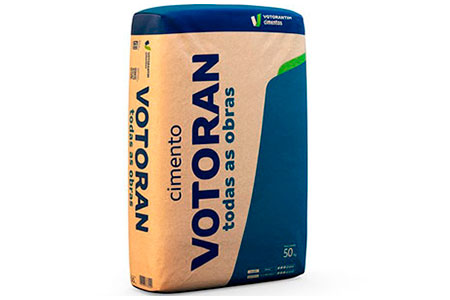 VOTORANTIM
cimentos
cimento
VOTORAN
todas as obras
50
VOTORAN
todas as obras